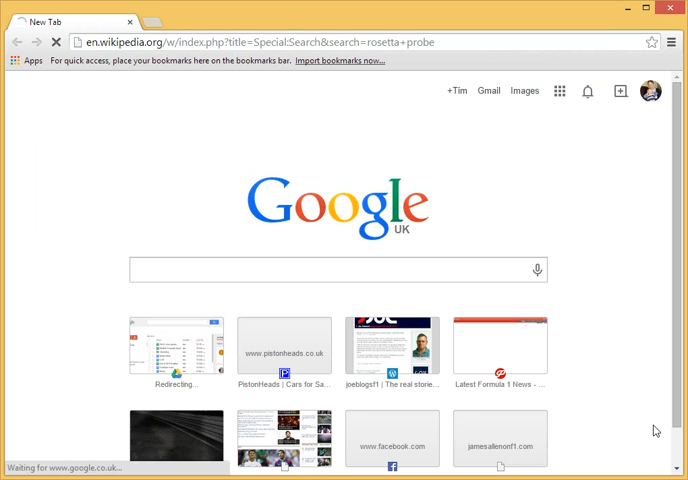 New Tab
en.wikipedia.org/w/index.php?title=Special:Search&search=rosetta+probe
Apps For quick access, place your bookmarks here on the bookmarks bar. Import bookmarks now...
+Tim Gmail Images
Google
UK
www.pistonheads.co.uk
Redirecting... PistonHeads | Cars for Sa... joeblogsf1 | The real storie... Latest Formula 1 News - ...
www.facebook.com jamesallenonf1.com
Waiting for www.google.co.uk...